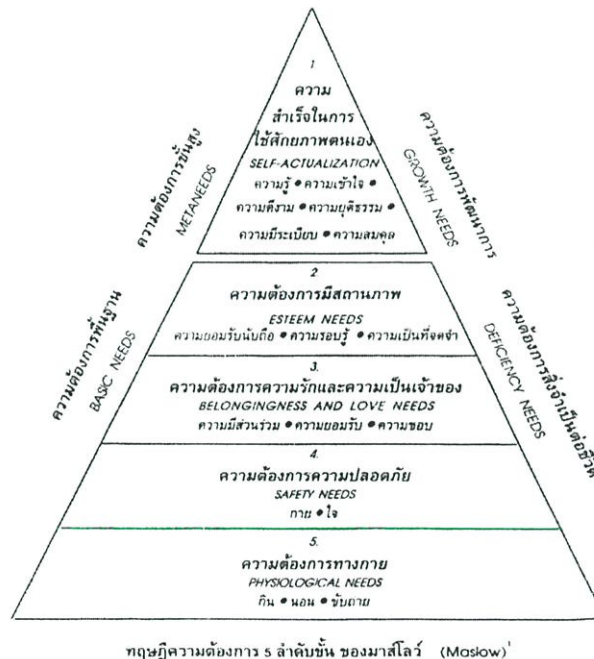 1
ความ
สำเร็จในการ
ใช้ศักยภาพตนเอง
SELF-ACTUALIZATION
ความรู้ • ความเข้าใจ •
ความดีงาม • ความยุติธรรม •
ความมีระเบียบ • ความสมดุล
ความต้องการขั้นสูง
METANEEDS
ความต้องการพัฒนาการ
GROWTH NEEDS
2.
ความต้องการมีสถานภาพ
ESTEEM NEEDS
ความยอมรับนับถือ • ความรอบรู้ • ความเป็นที่จดจำ
3.
ความต้องการความรักและความเป็นเจ้าของ
BELONGINGNESS AND LOVE NEEDS
ความมีส่วนร่วม • ความยอมรับ • ความชอบ
4.
ความต้องการความปลอดภัย
SAFETY NEEDS
กาย • ใจ
5.
ความต้องการทางกาย
PHYSIOLOGICAL NEEDS
กิน • นอน • ขับถ่าย
ความต้องการพื้นฐาน
BASIC NEEDS
ความต้องการสิ่งจำเป็นต่อชีวิต
DEFICIENCY NEEDS
ทฤษฎีความต้องการ 5 ลำดับขั้น ของมาส์โลว์ (Maslow)¹